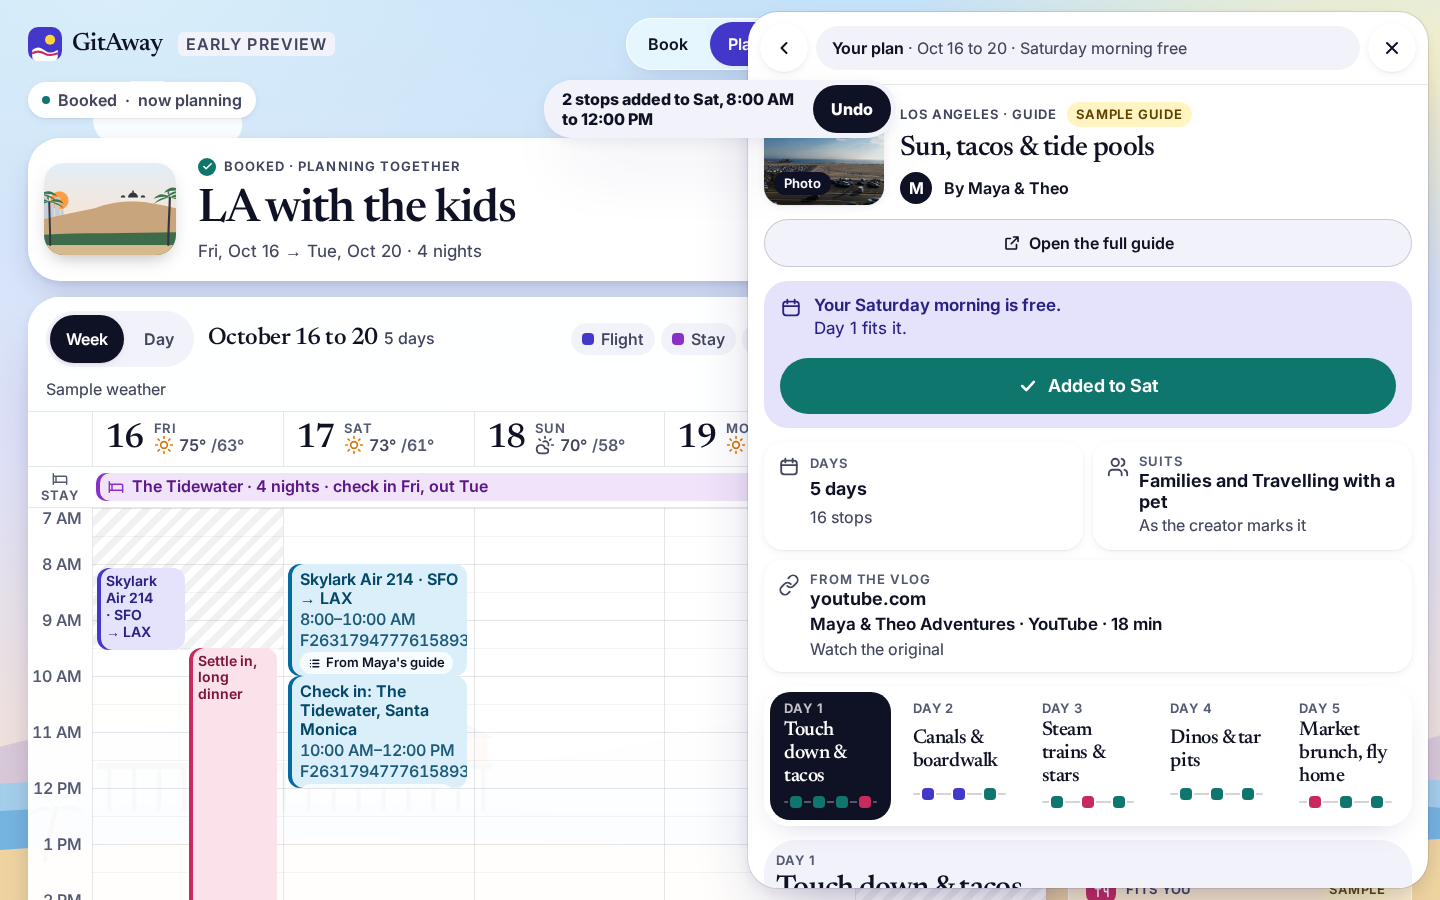 GitAway
EARLY PREVIEW
Book
Booked · now planning
2 stops added to Sat, 8:00 AM
to 12:00 PM
Undo
BOOKED · PLANNING TOGETHER
LA with the kids
Fri, Oct 16 → Tue, Oct 20 · 4 nights
Week
Day
October 16 to 20 5 days
Flight
Stay
Sample weather
16 FRI 75° /63°
17 SAT 73° /61°
18 SUN 70° /58°
19
STAY
The Tidewater · 4 nights · check in Fri, out Tue
7 AM
8 AM
9 AM
10 AM
11 AM
12 PM
1 PM
Skylark
Air 214
· SFO
→ LAX
Settle in,
long
dinner
Skylark Air 214 · SFO
→ LAX
8:00–10:00 AM
F2631794777615893
From Maya's guide
Check in: The
Tidewater, Santa
Monica
10:00 AM–12:00 PM
F2631794777615893
Your plan · Oct 16 to 20 · Saturday morning free
Photo
LOS ANGELES · GUIDE
SAMPLE GUIDE
Sun, tacos & tide pools
M
By Maya & Theo
Open the full guide
Your Saturday morning is free.
Day 1 fits it.
Added to Sat
DAYS
5 days
16 stops
SUITS
Families and Travelling with a
pet
As the creator marks it
FROM THE VLOG
youtube.com
Maya & Theo Adventures · YouTube · 18 min
Watch the original
DAY 1
Touch
down &
tacos
DAY 2
Canals &
boardwalk
DAY 3
Steam
trains &
stars
DAY 4
Dinos & tar
pits
DAY 5
Market
brunch, fly
home
DAY 1
Touch down & tacos
FITS YOU
SAMPLE